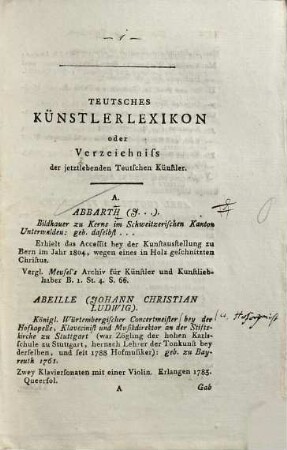 TEUTSCHES
KÜNSTLERLEXIKON
oder
Verzeichniſs
der jetztlebenden Teutſchen Künſtler.
A.
ABBARTH (J...).
Bildhauer zu Kerns im Schweitzeriſchen Kanton
Unterwalden: geb. daſelbſt ...
Erhielt das Acceſſit bey der Kunſtausſtellung zu
Bern im Jahr 1804, wegen eines in Holz geſchnitzten
Chriſtus.
Vergl. Meuſel's Archiv für Künſtler und Kunſtlieb-
haber B. 1. St. 4. S. 66.
ABEILLE (JOHANN CHRISTIAN
LUDWIG).
Königl. Würtembergiſcher Concertmeiſter bey der
Hofkapelle, Klaviceniſt und Muſikdirektor an der Stifts-
kirche zu Stuttgart (war Zögling der hohen Karls-
ſchule zu Stuttgart, hernach Lehrer der Tonkunſt bey
derſelben, und ſeit 1788 Hofmuſiker): geb. zu Bay-
reuth 1761.
Zwey Klavierſonaten mit einer Violin. Erlangen 1785.
Querfol.
A Gab